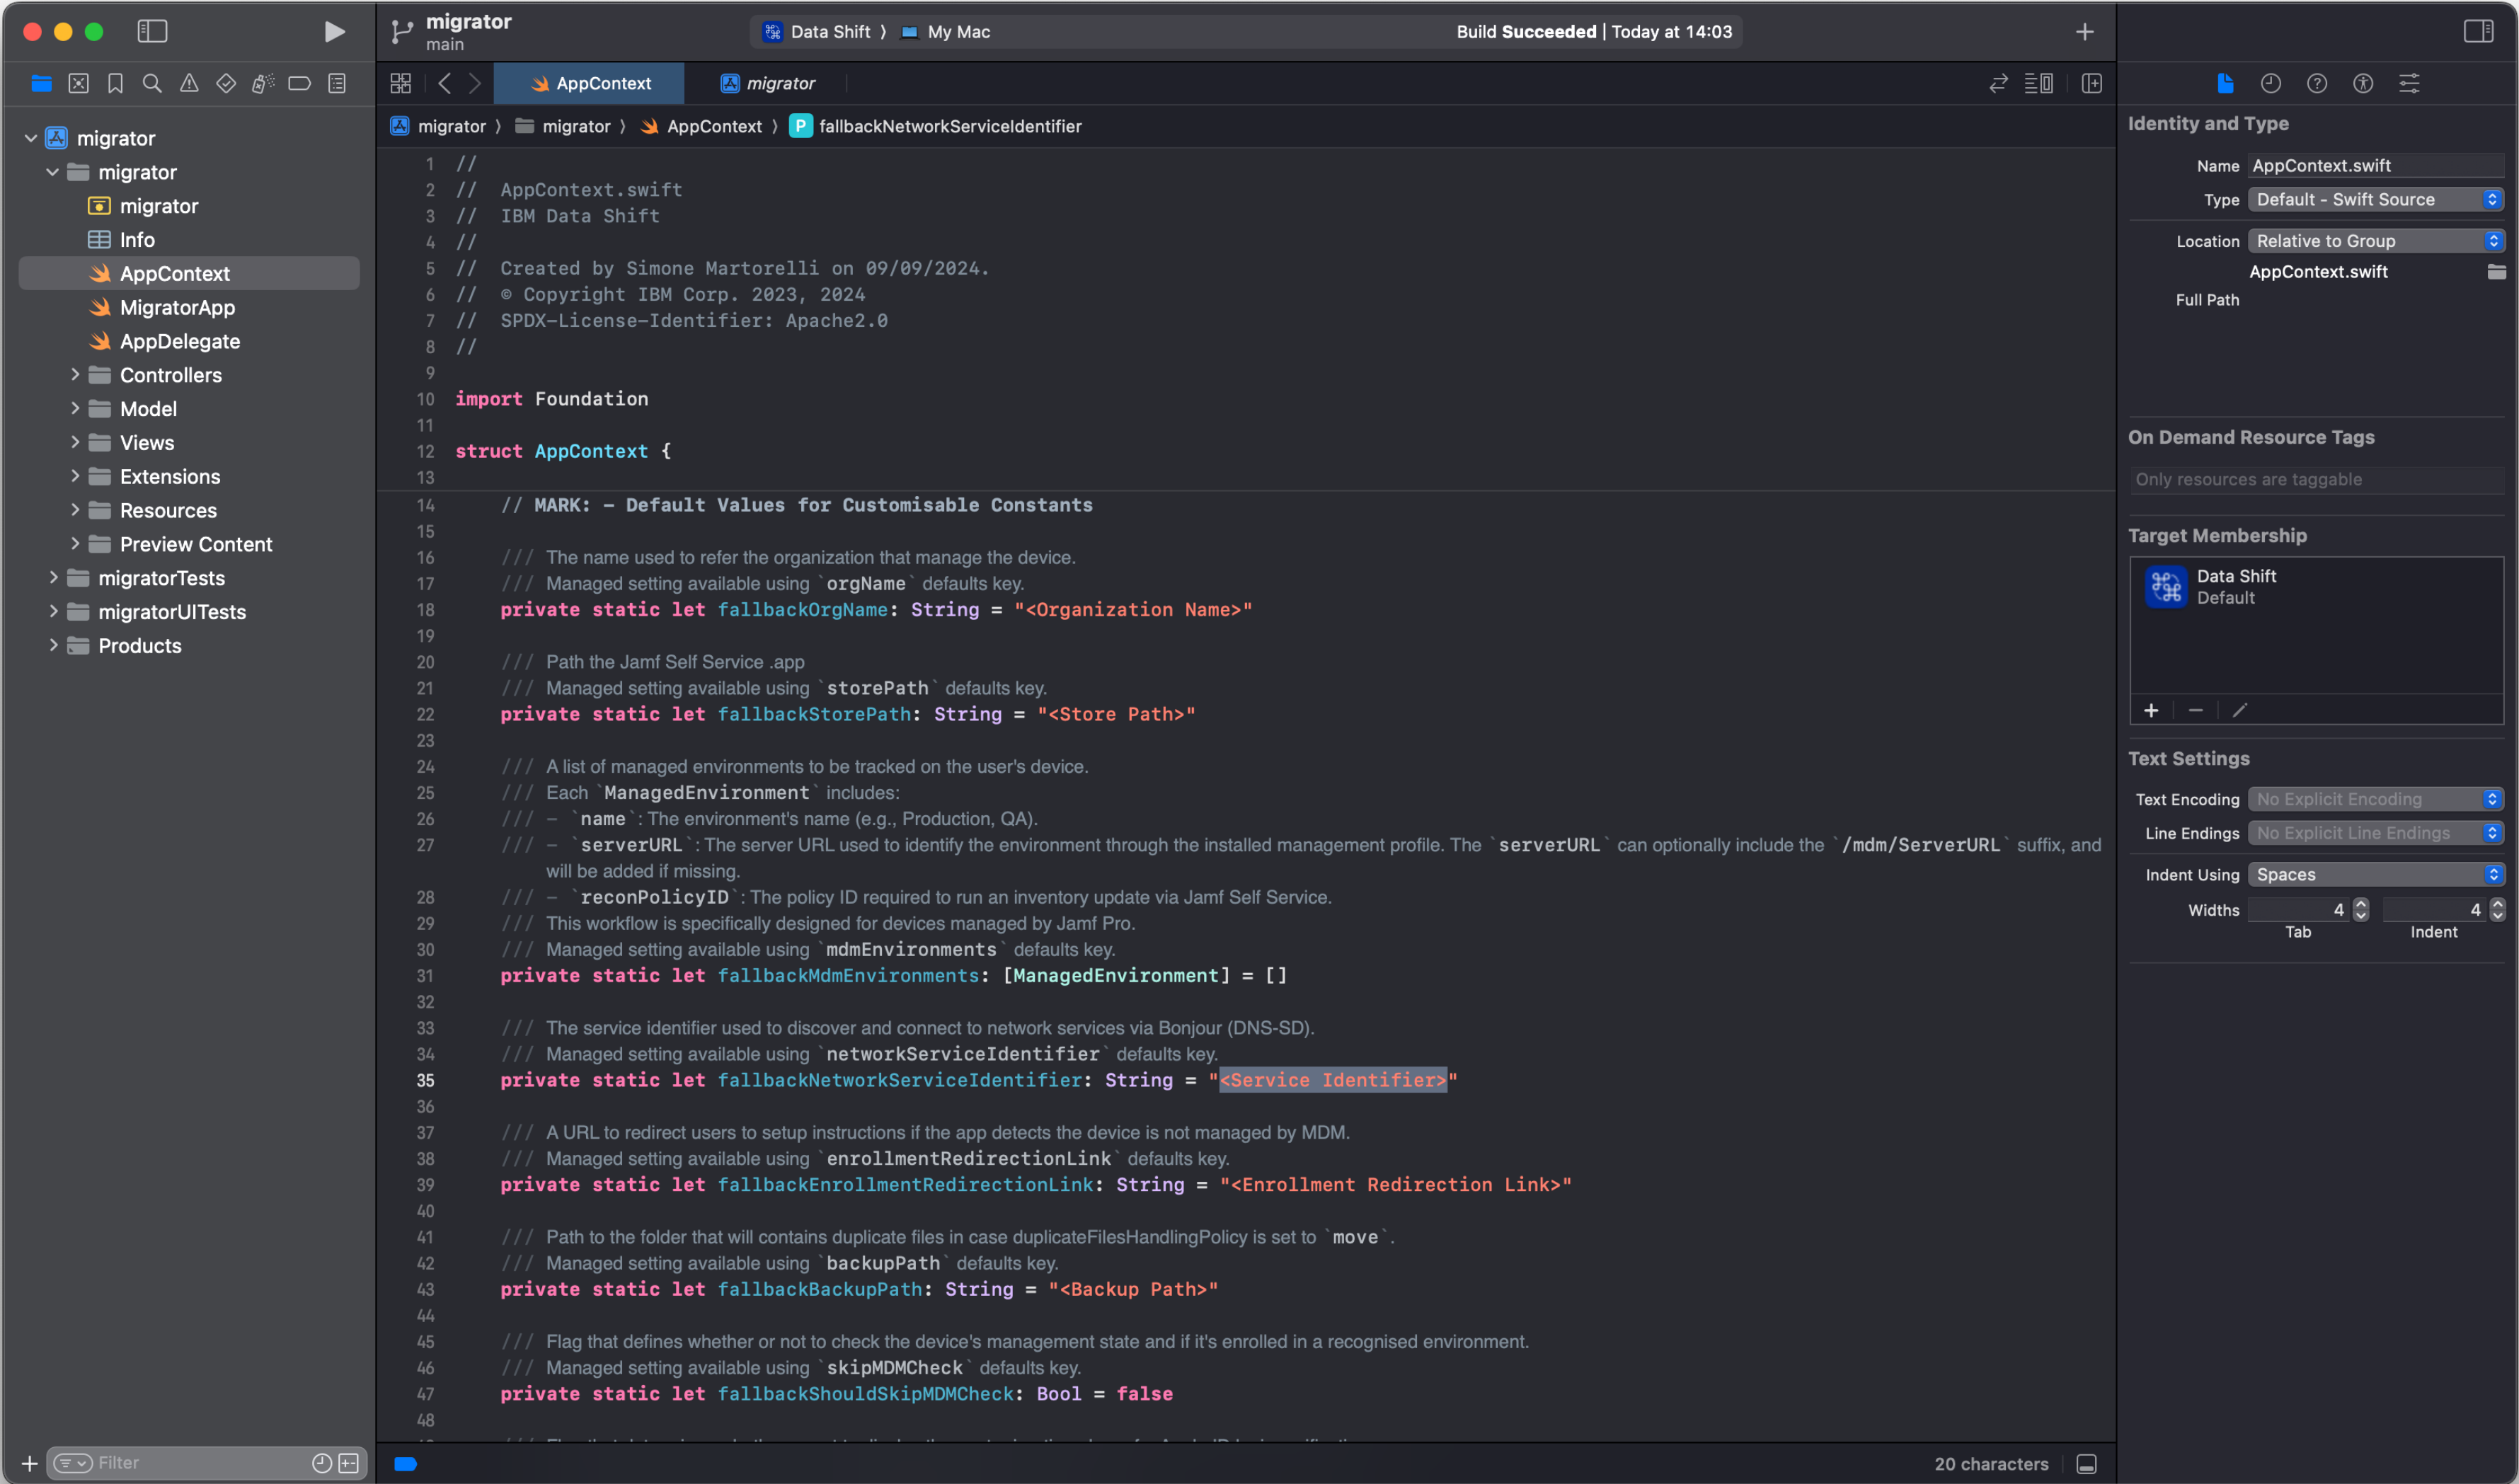 migrator
main
Data Shift 〉 My Mac
Build Succeeded | Today at 14:03
AppContext
migrator
migrator 〉 migrator 〉 AppContext 〉 P fallbackNetworkServiceIdentifier
migrator
migrator
migrator
Info
AppContext
MigratorApp
AppDelegate
Controllers
Model
Views
Extensions
Resources
Preview Content
migratorTests
migratorUITests
Products
Filter
1 //
2 // AppContext.swift
3 // IBM Data Shift
4 //
5 // Created by Simone Martorelli on 09/09/2024.
6 // © Copyright IBM Corp. 2023, 2024
7 // SPDX-License-Identifier: Apache2.0
8 //
9
10 import Foundation
11
12 struct AppContext {
13
14 // MARK: - Default Values for Customisable Constants
15
16 /// The name used to refer the organization that manage the device.
17 /// Managed setting available using `orgName` defaults key.
18 private static let fallbackOrgName: String = "<Organization Name>"
19
20 /// Path the Jamf Self Service .app
21 /// Managed setting available using `storePath` defaults key.
22 private static let fallbackStorePath: String = "<Store Path>"
23
24 /// A list of managed environments to be tracked on the user's device.
25 /// Each `ManagedEnvironment` includes:
26 /// - `name`: The environment's name (e.g., Production, QA).
27 /// - `serverURL`: The server URL used to identify the environment through the installed management profile. The `serverURL` can optionally include the `/mdm/ServerURL` suffix, and
will be added if missing.
28 /// - `reconPolicyID`: The policy ID required to run an inventory update via Jamf Self Service.
29 /// This workflow is specifically designed for devices managed by Jamf Pro.
30 /// Managed setting available using `mdmEnvironments` defaults key.
31 private static let fallbackMdmEnvironments: [ManagedEnvironment] = []
32
33 /// The service identifier used to discover and connect to network services via Bonjour (DNS-SD).
34 /// Managed setting available using `networkServiceIdentifier` defaults key.
35 private static let fallbackNetworkServiceIdentifier: String = "<Service Identifier>"
36
37 /// A URL to redirect users to setup instructions if the app detects the device is not managed by MDM.
38 /// Managed setting available using `enrollmentRedirectionLink` defaults key.
39 private static let fallbackEnrollmentRedirectionLink: String = "<Enrollment Redirection Link>"
40
41 /// Path to the folder that will contains duplicate files in case duplicateFilesHandlingPolicy is set to `move`.
42 /// Managed setting available using `backupPath` defaults key.
43 private static let fallbackBackupPath: String = "<Backup Path>"
44
45 /// Flag that defines whether or not to check the device's management state and if it's enrolled in a recognised environment.
46 /// Managed setting available using `skipMDMCheck` defaults key.
47 private static let fallbackShouldSkipMDMCheck: Bool = false
48
20 characters
Identity and Type
Name AppContext.swift
Type Default - Swift Source
Location Relative to Group
AppContext.swift
Full Path
On Demand Resource Tags
Only resources are taggable
Target Membership
Data Shift
Default
Text Settings
Text Encoding No Explicit Encoding
Line Endings No Explicit Line Endings
Indent Using Spaces
Widths 4 4
Tab Indent